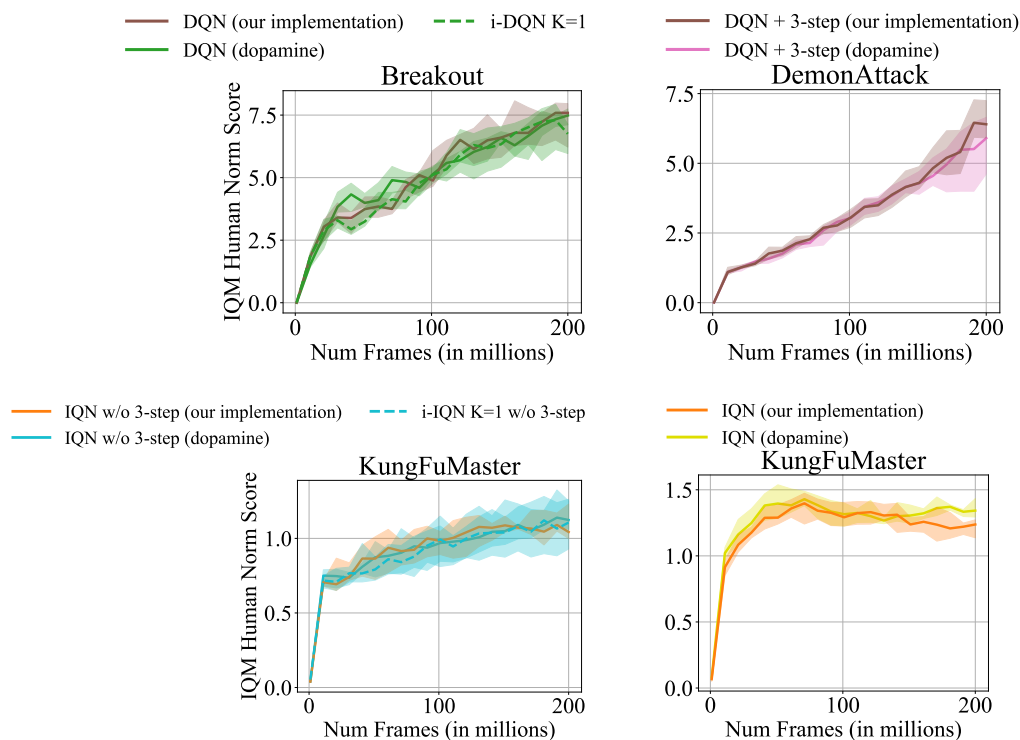 DQN (our implementation)
i-DQN K=1
DQN (dopamine)
Breakout
IQM Human Norm Score
7.5
5.0
2.5
0.0
0
100
200
Num Frames (in millions)
DQN + 3-step (our implementation)
DQN + 3-step (dopamine)
DemonAttack
7.5
5.0
2.5
0.0
0
100
200
Num Frames (in millions)
IQN w/o 3-step (our implementation)
i-IQN K=1 w/o 3-step
IQN w/o 3-step (dopamine)
KungFuMaster
IQM Human Norm Score
1.0
0.5
0.0
0
100
200
Num Frames (in millions)
IQN (our implementation)
IQN (dopamine)
KungFuMaster
1.5
1.0
0.5
0.0
0
100
200
Num Frames (in millions)